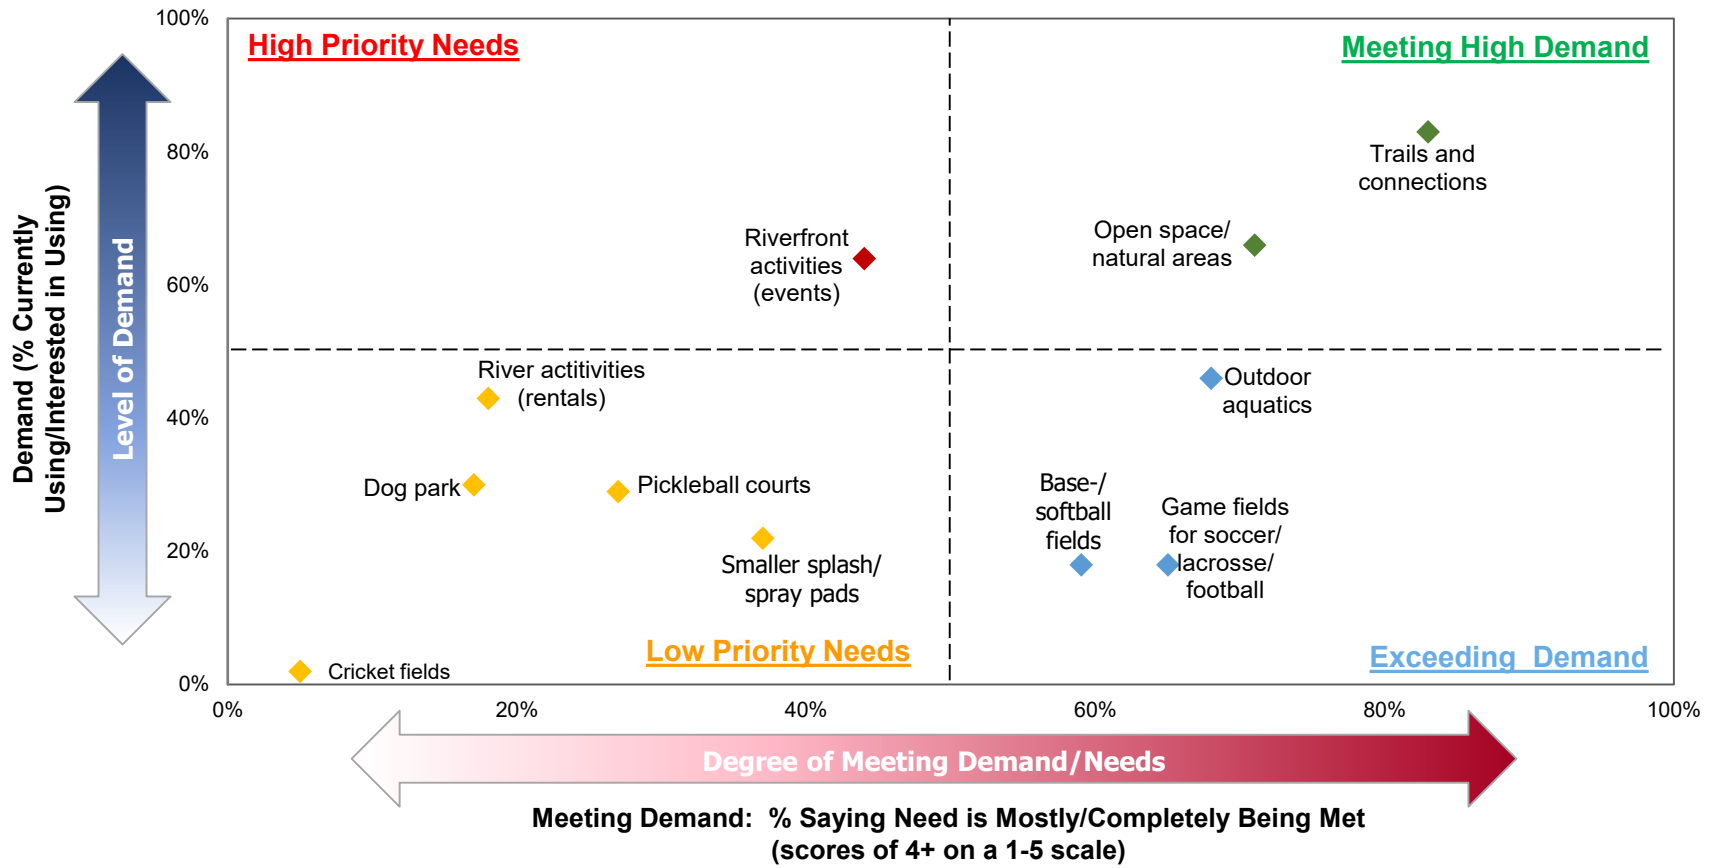 100%
High Priority Needs
Meeting High Demand
80%
Trails and
connections
Riverfront
activities
(events)
Open space/
natural areas
60%
Demand (% Currently
Using/Interested in Using)
Level of Demand
River actitivities
(rentals)
Outdoor
aquatics
40%
Dog park
Pickleball courts
Base-/
softball
fields
Game fields
for soccer/
lacrosse/
football
20%
Smaller splash/
spray pads
Low Priority Needs
Exceeding  Demand
Cricket fields
0%
0%
20%
40%
60%
80%
100%
Degree of Meeting Demand/Needs
Meeting Demand:  % Saying Need is Mostly/Completely Being Met
(scores of 4+ on a 1-5 scale)